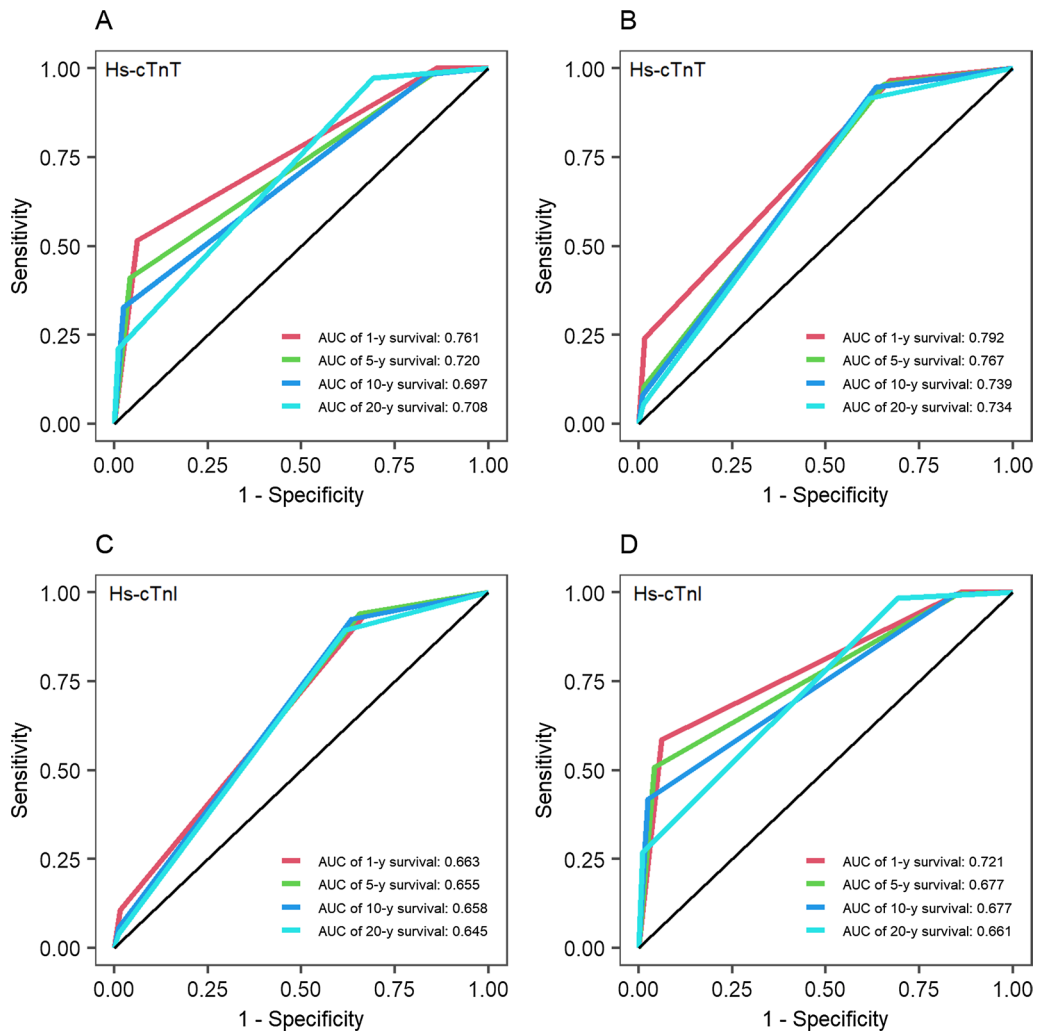 A
Hs-cTnT
1.00
0.75
0.50
0.25
0.00
Sensitivity
AUC of 1-y survival: 0.761
AUC of 5-y survival: 0.720
AUC of 10-y survival: 0.697
AUC of 20-y survival: 0.708
0.00 0.25 0.50 0.75 1.00
1 - Specificity
B
Hs-cTnT
1.00
0.75
0.50
0.25
0.00
Sensitivity
AUC of 1-y survival: 0.792
AUC of 5-y survival: 0.767
AUC of 10-y survival: 0.739
AUC of 20-y survival: 0.734
0.00 0.25 0.50 0.75 1.00
1 - Specificity
C
Hs-cTnI
1.00
0.75
0.50
0.25
0.00
Sensitivity
AUC of 1-y survival: 0.663
AUC of 5-y survival: 0.655
AUC of 10-y survival: 0.658
AUC of 20-y survival: 0.645
0.00 0.25 0.50 0.75 1.00
1 - Specificity
D
Hs-cTnI
1.00
0.75
0.50
0.25
0.00
Sensitivity
AUC of 1-y survival: 0.721
AUC of 5-y survival: 0.677
AUC of 10-y survival: 0.677
AUC of 20-y survival: 0.661
0.00 0.25 0.50 0.75 1.00
1 - Specificity